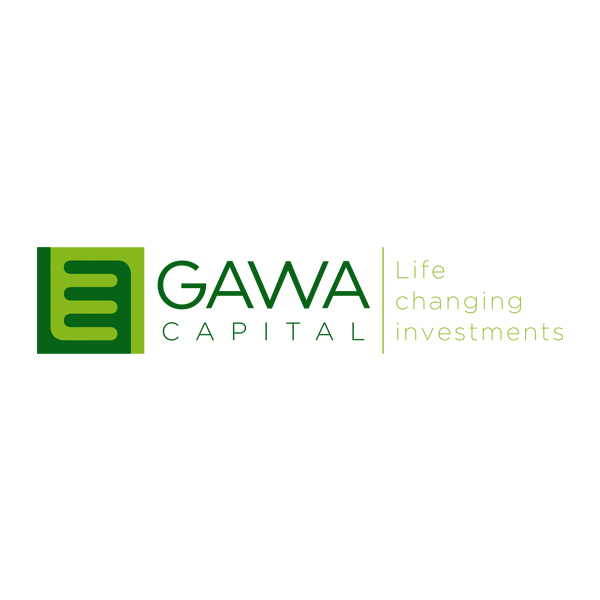 GAWA
CAPITAL
Life
changing
investments